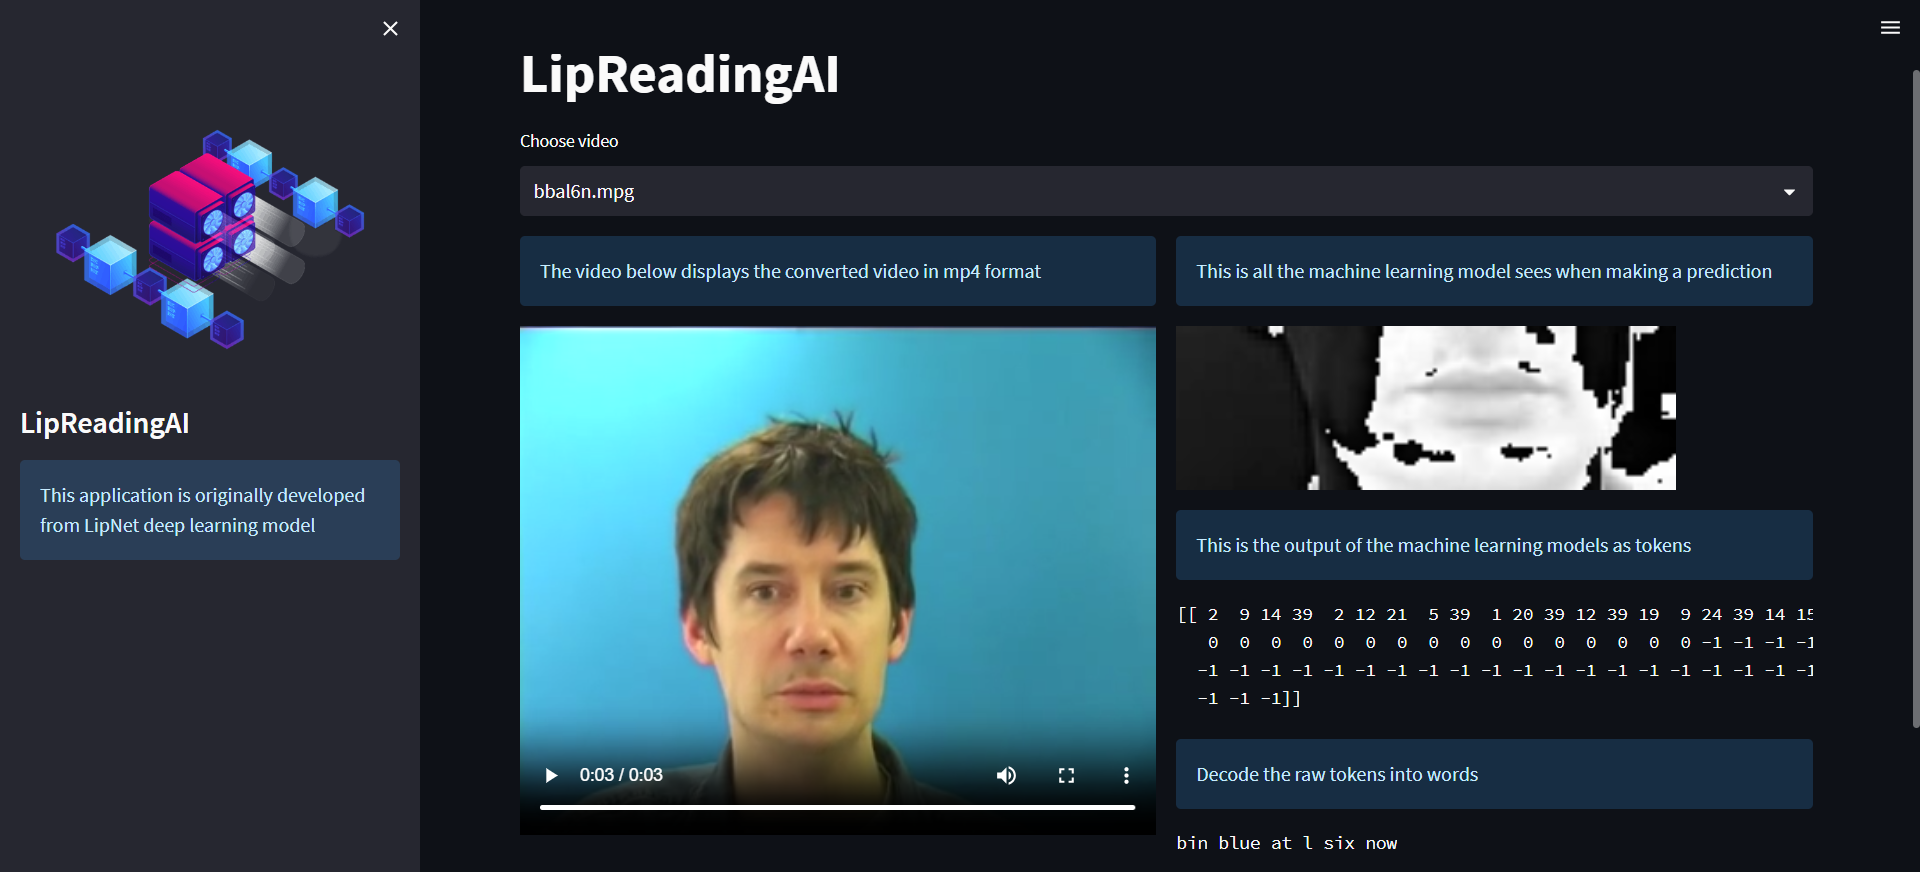 LipReadingAI
This application is originally developed
from LipNet deep learning model
LipReadingAI
Choose video
bbal6n.mpg
The video below displays the converted video in mp4 format
0:03 / 0:03
This is all the machine learning model sees when making a prediction
This is the output of the machine learning models as tokens
[[ 2 9 14 39 2 12 21 5 39 1 20 39 12 39 19 9 24 39 14 15
0 0 0 0 0 0 0 0 0 0 0 0 0 0 0 0 -1 -1 -1 -1
-1 -1 -1 -1 -1 -1 -1 -1 -1 -1 -1 -1 -1 -1 -1 -1 -1 -1 -1 -1
-1 -1 -1]]
Decode the raw tokens into words
bin blue at l six now